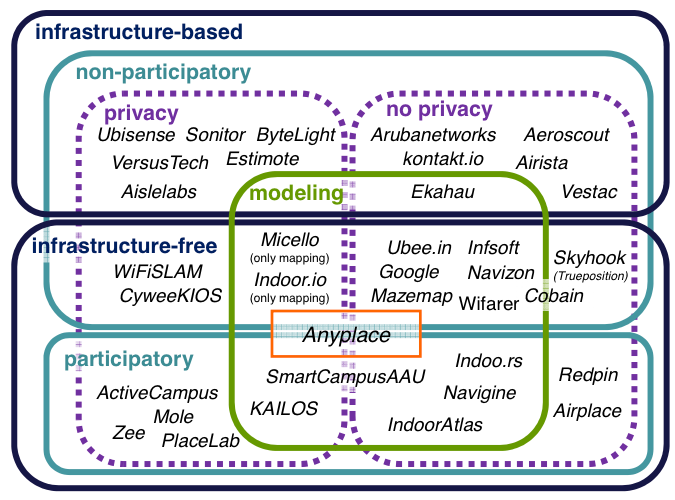 infrastructure-based
non-participatory
privacy
no privacy
Ubisense Sonitor ByteLight
Arubanetworks Aeroscout
VersusTech Estimote
kontakt.io Airista
Aislelabs
modeling
Ekahau Vestac
infrastructure-free
Micello
(only mapping)
Ubee.in Infsoft
Skyhook
(Trueposition)
WiFiSLAM
Indoor.io
(only mapping)
Google Navizon
CyweeKIOS
Mazemap Wifarer Cobain
Anyplace
participatory
SmartCampusAAU
Indoo.rs
Redpin
ActiveCampus
Navigine
Mole
KAILOS
Airplace
Zee PlaceLab
IndoorAtlas